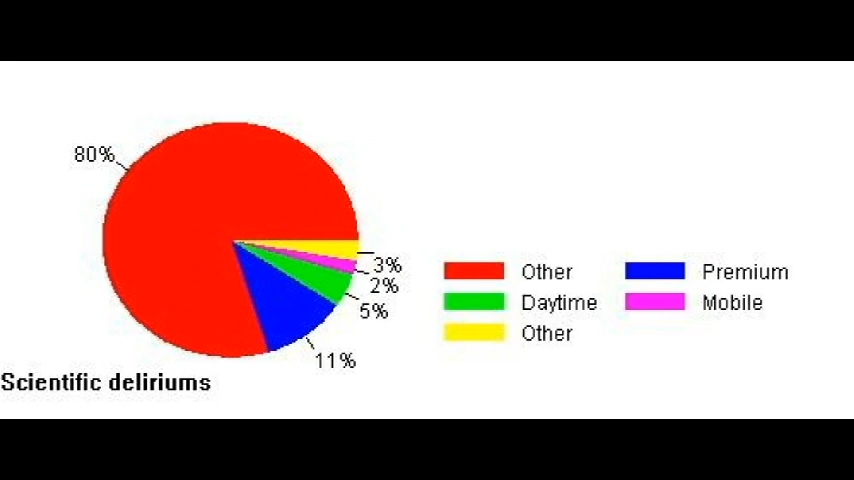 80%
3%
2%
5%
11%
Other Premium
Daytime Mobile
Other
Scientific deliriums